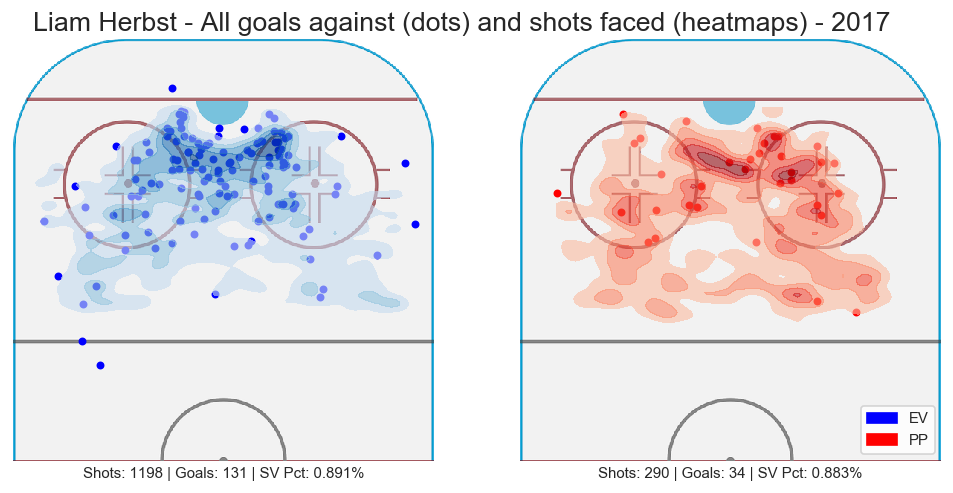 Liam Herbst - All goals against (dots) and shots faced (heatmaps) - 2017
EV
PP
Shots: 1198 | Goals: 131 | SV Pct: 0.891%
Shots: 290 | Goals: 34 | SV Pct: 0.883%